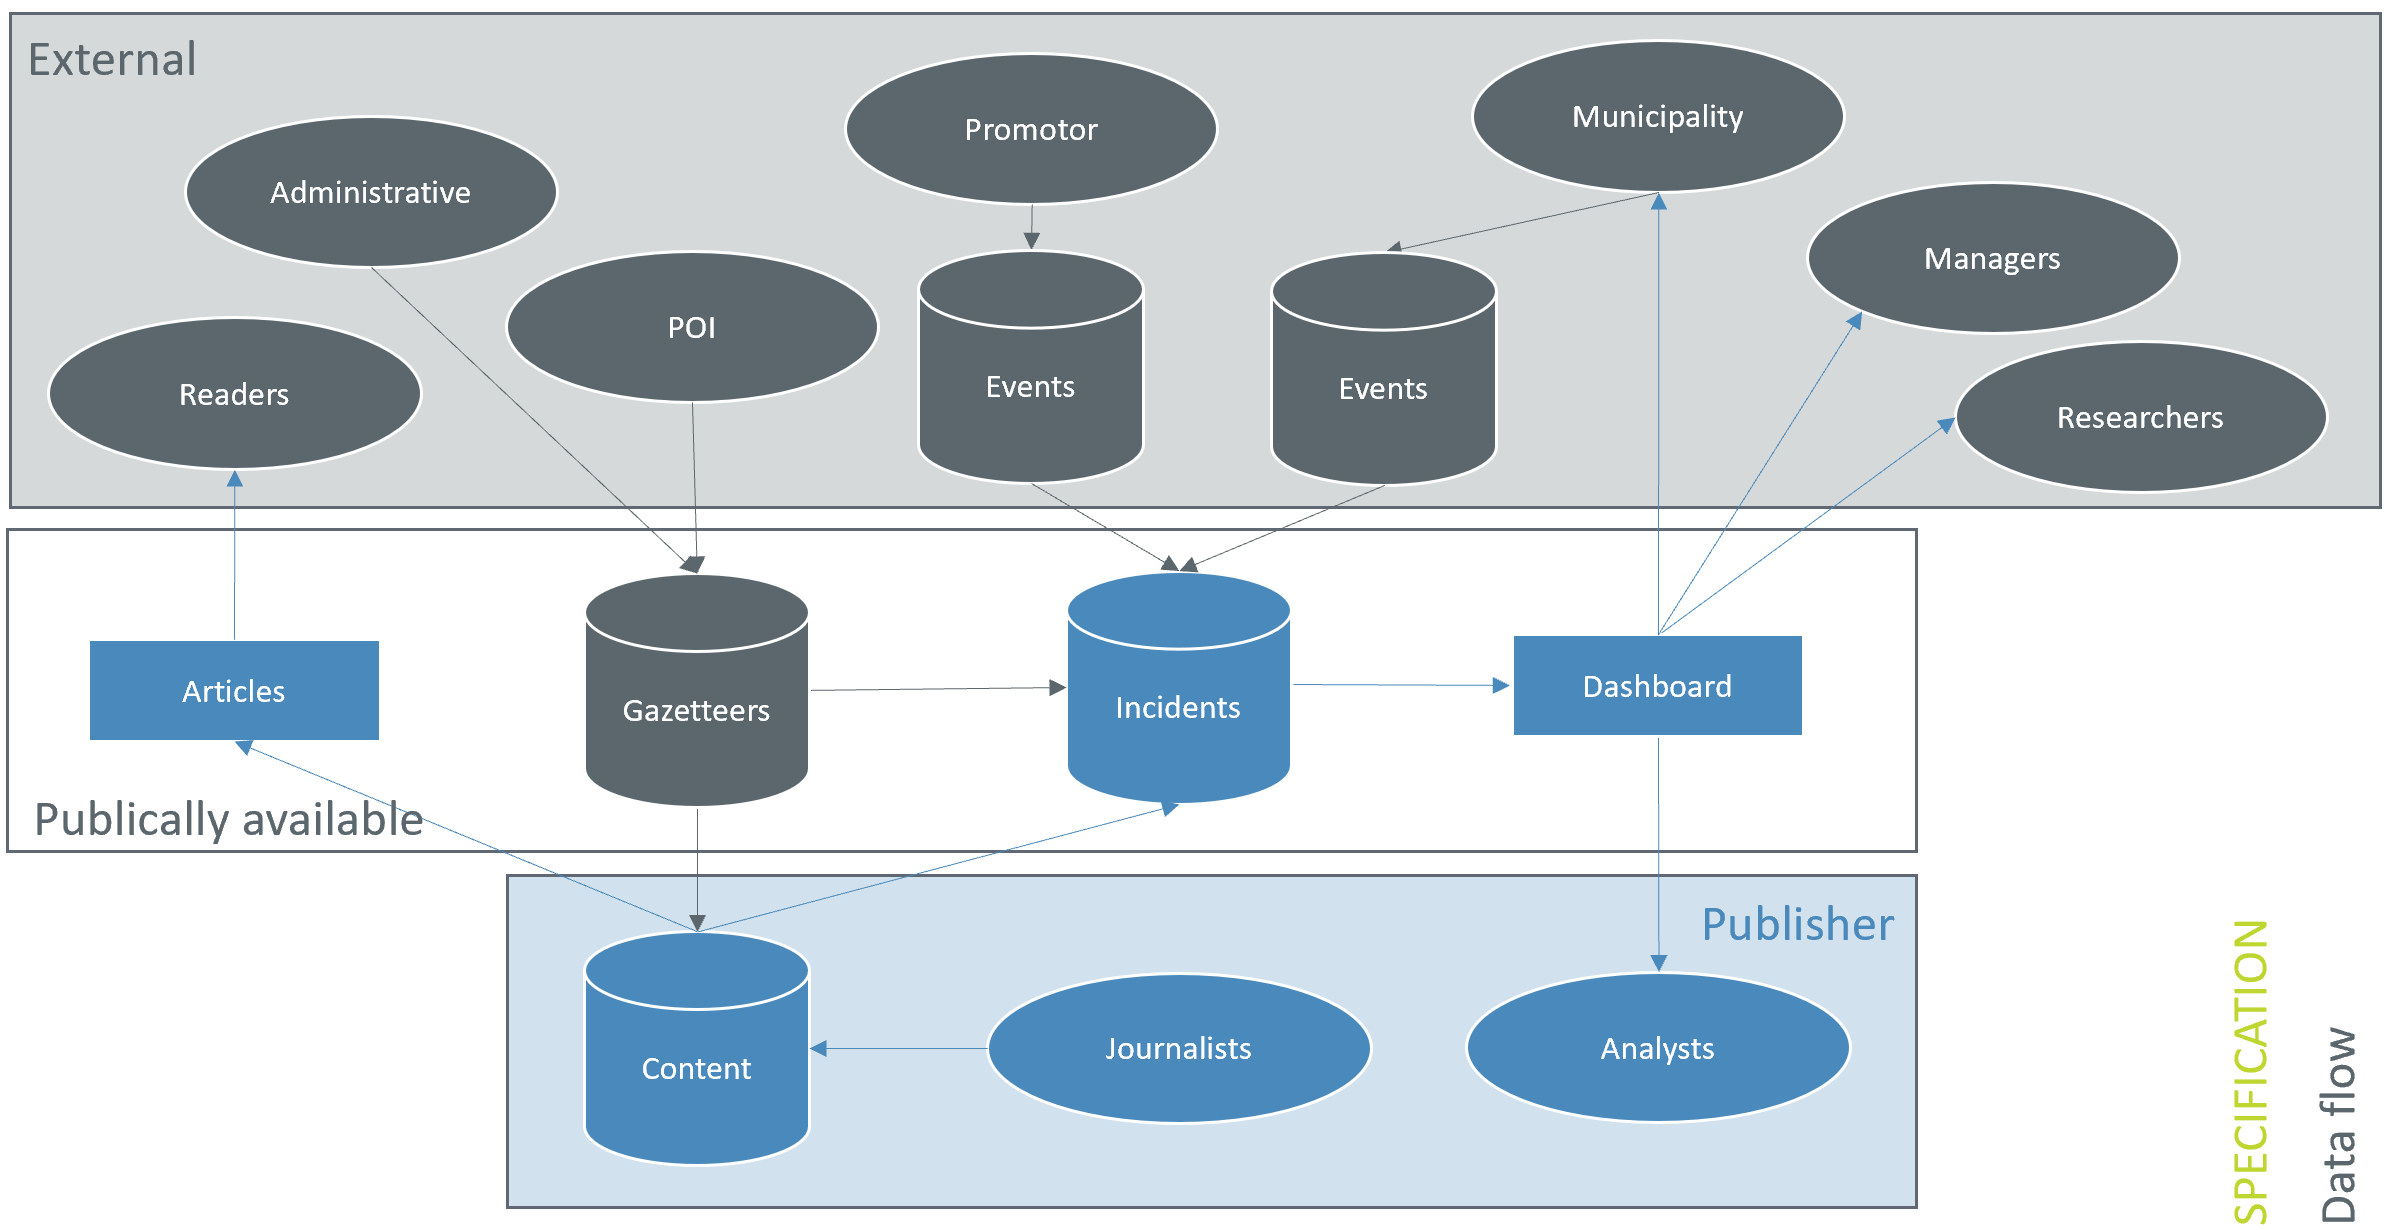 External
Promotor
Municipality
Administrative
Managers
POI
Readers
Events
Events
Researchers
Articles
Gazetteers
Incidents
Dashboard
Publically available
Publisher
Content
Journalists
Analysts
SPECIFICATION
Data flow